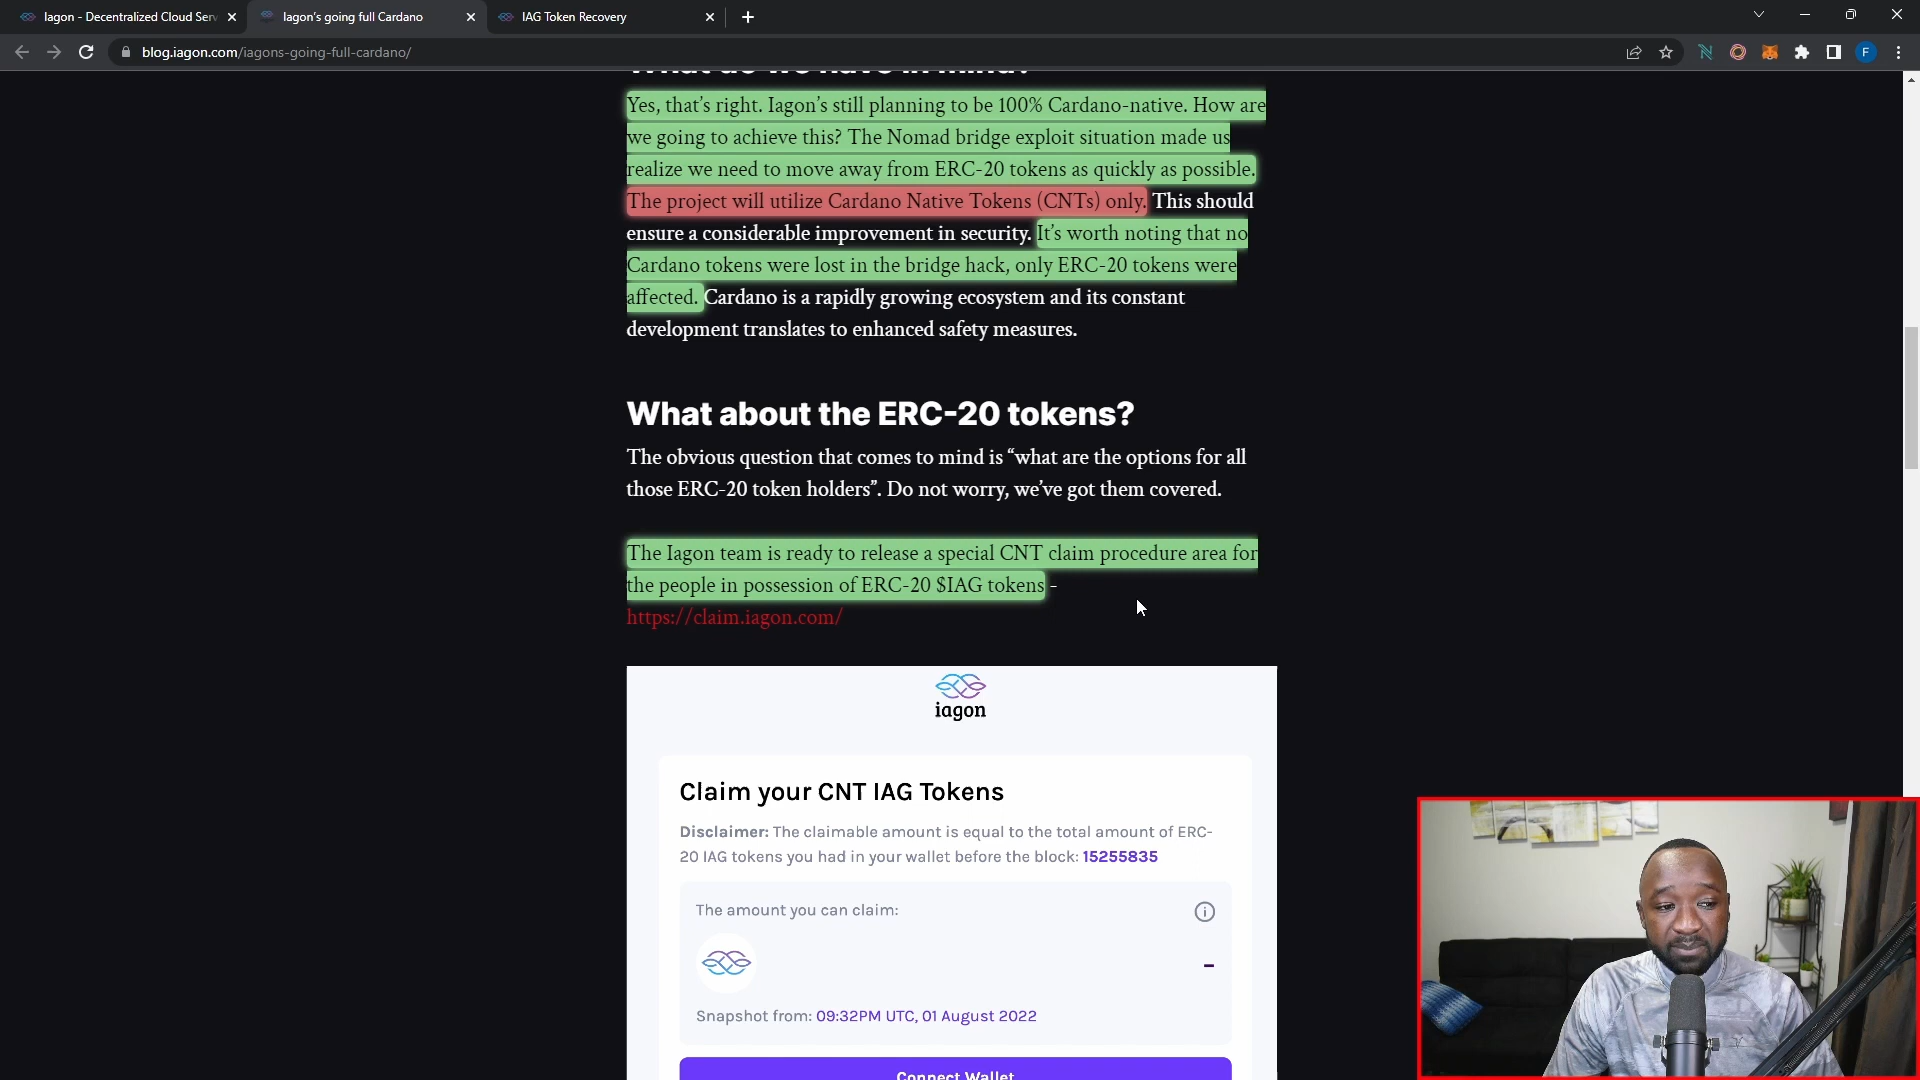 Iagon - Decentralized Cloud Serv
Iagon's going full Cardano
IAG Token Recovery
blog.iagon.com/iagons-going-full-cardano/
F
What do we have in mind?
Yes, that's right. Iagon's still planning to be 100% Cardano-native. How are
we going to achieve this? The Nomad bridge exploit situation made us
realize we need to move away from ERC-20 tokens as quickly as possible.
The project will utilize Cardano Native Tokens (CNTs) only. This should
ensure a considerable improvement in security. It's worth noting that no
Cardano tokens were lost in the bridge hack, only ERC-20 tokens were
affected. Cardano is a rapidly growing ecosystem and its constant
development translates to enhanced safety measures.
What about the ERC-20 tokens?
The obvious question that comes to mind is “what are the options for all
those ERC-20 token holders”. Do not worry, we've got them covered.
The Iagon team is ready to release a special CNT claim procedure area for
the people in possession of ERC-20 $IAG tokens -
https://claim.iagon.com/
iagon
Claim your CNT IAG Tokens
Disclaimer: The claimable amount is equal to the total amount of ERC-
20 IAG tokens you had in your wallet before the block: 15255835
The amount you can claim:
-
Snapshot from: 09:32PM UTC, 01 August 2022
Connect Wallet